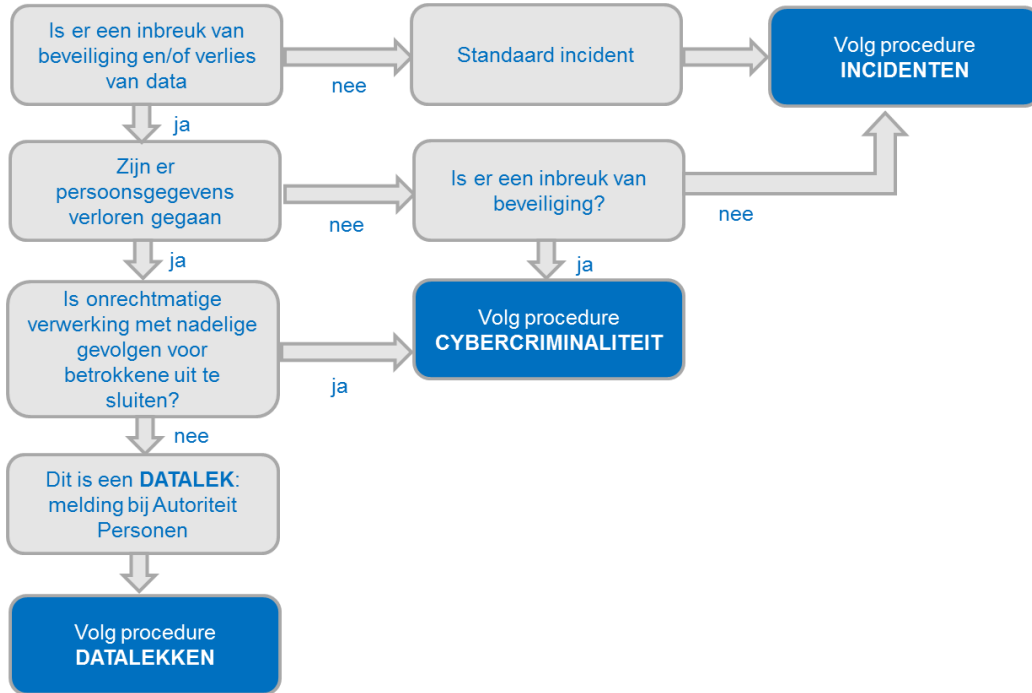 Is er een inbreuk van
beveiliging en/of verlies
van data
nee
Standaard incident
Volg procedure
INCIDENTEN
ja
Zijn er
persoonsgegevens
verloren gegaan
nee
Is er een inbreuk van
beveiliging?
nee
ja
ja
Is onrechtmatige
verwerking met nadelige
gevolgen voor
betrokkene uit te
sluiten?
ja
Volg procedure
CYBERCRIMINALITEIT
nee
Dit is een DATALEK:
melding bij Autoriteit
Personen
Volg procedure
DATALEKKEN